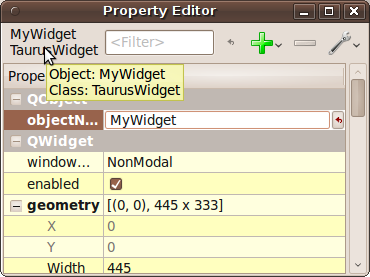 Property Editor
MyWidget
TaurusWidget
<Filter>
Object: MyWidget
Class: TaurusWidget
Prope
QObject
objectN... MyWidget
QWidget
window... NonModal
enabled
geometry [(0, 0), 445 x 333]
X 0
Y 0
Width 445